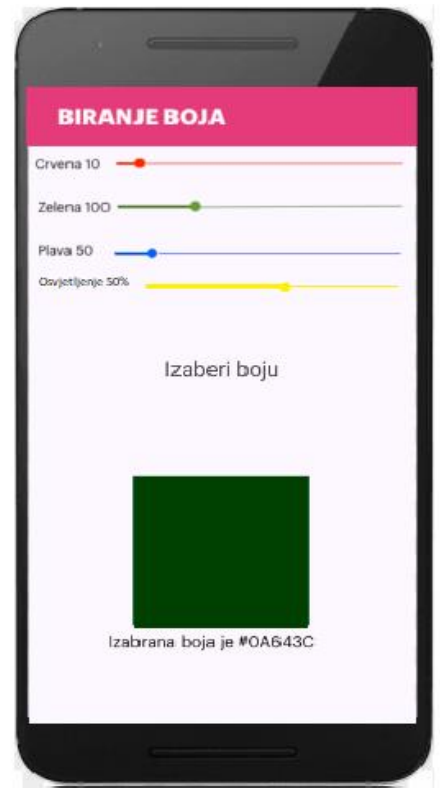 BIRANJE BOJA
Crvena 10
Zelena 100
Plava 50
Osvjetljenje 50%
Izaberi boju
Izabrana boja je #0A643C